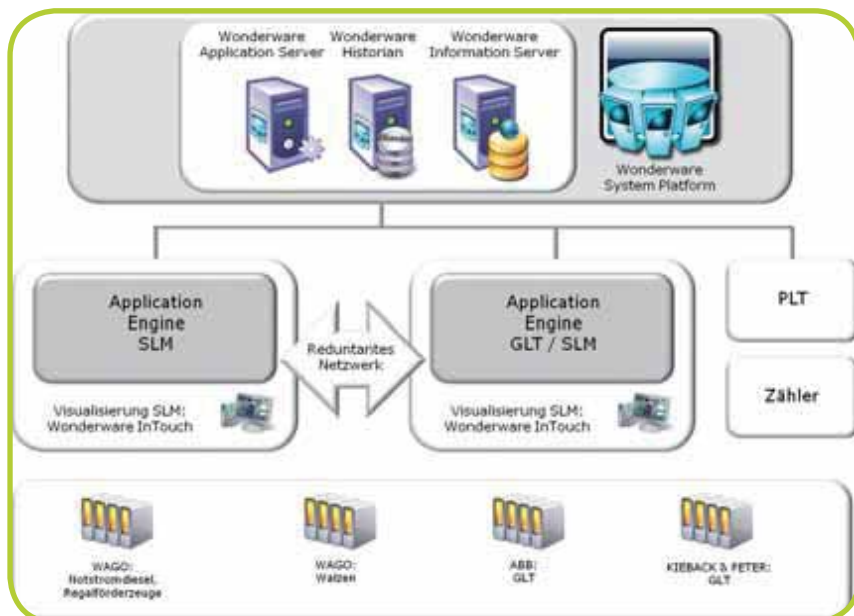 Wonderware
Application Server
Wonderware
Historian
Wonderware
Information Server
Wonderware
System Platform
Application
Engine
SLM
Reduntantes
Netzwerk
Application
Engine
GLT / SLM
PLT
Zähler
Visualisierung SLM:
Wonderware InTouch
Visualisierung SLM:
Wonderware InTouch
WAGO:
Notstromdiesel,
Regalförderzeuge
WAGO:
Walzen
ABB:
GLT
KIEBACK & PETER:
GLT